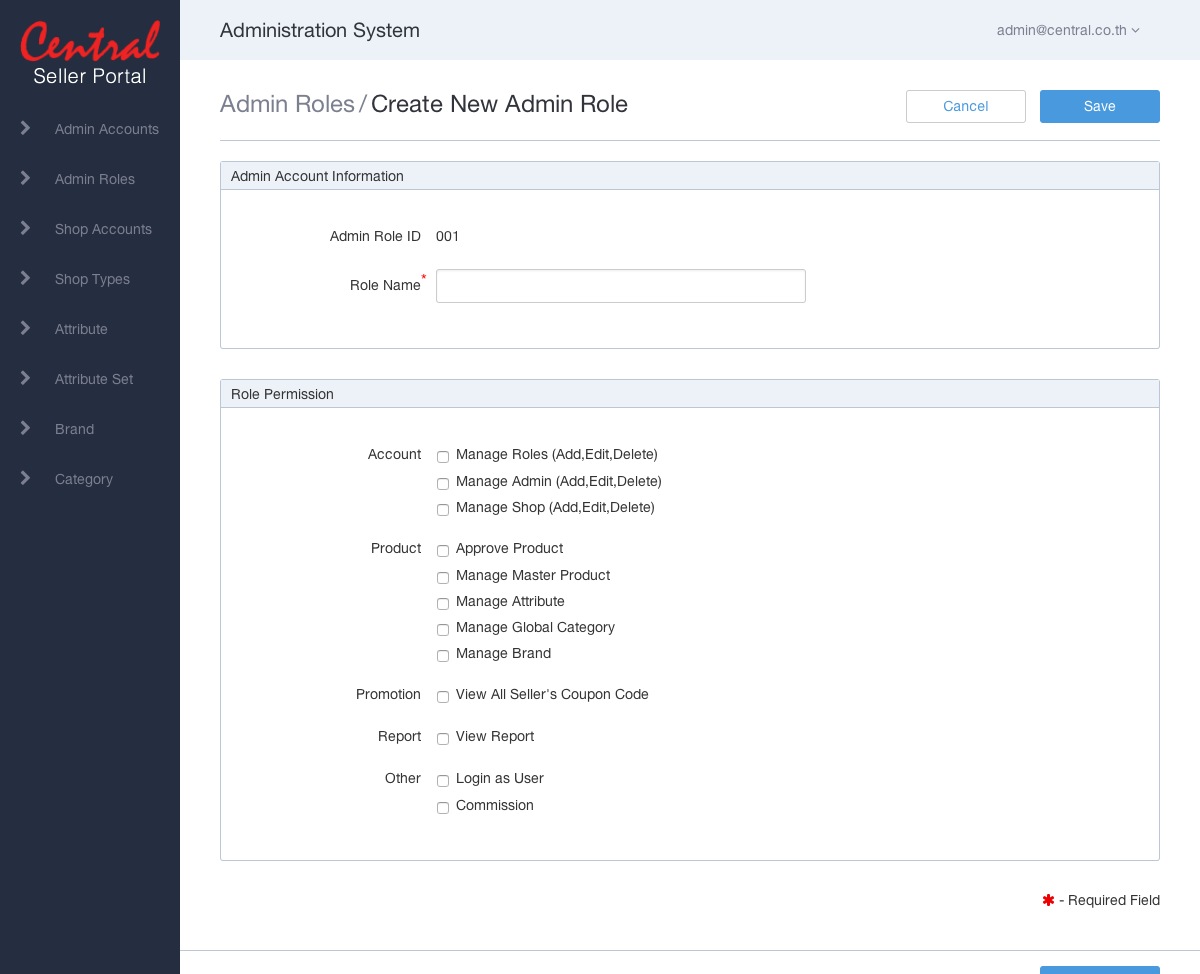 Central
Seller Portal
Admin Accounts
Admin Roles
Shop Accounts
Shop Types
Attribute
Attribute Set
Brand
Category
Administration System
admin@central.co.th
Admin Roles / Create New Admin Role
Cancel
Save
Admin Account Information
Admin Role ID 001
Role Name*
Role Permission
Account Manage Roles (Add,Edit,Delete)
Manage Admin (Add,Edit,Delete)
Manage Shop (Add,Edit,Delete)
Product Approve Product
Manage Master Product
Manage Attribute
Manage Global Category
Manage Brand
Promotion View All Seller's Coupon Code
Report View Report
Other Login as User
Commission
✱ - Required Field